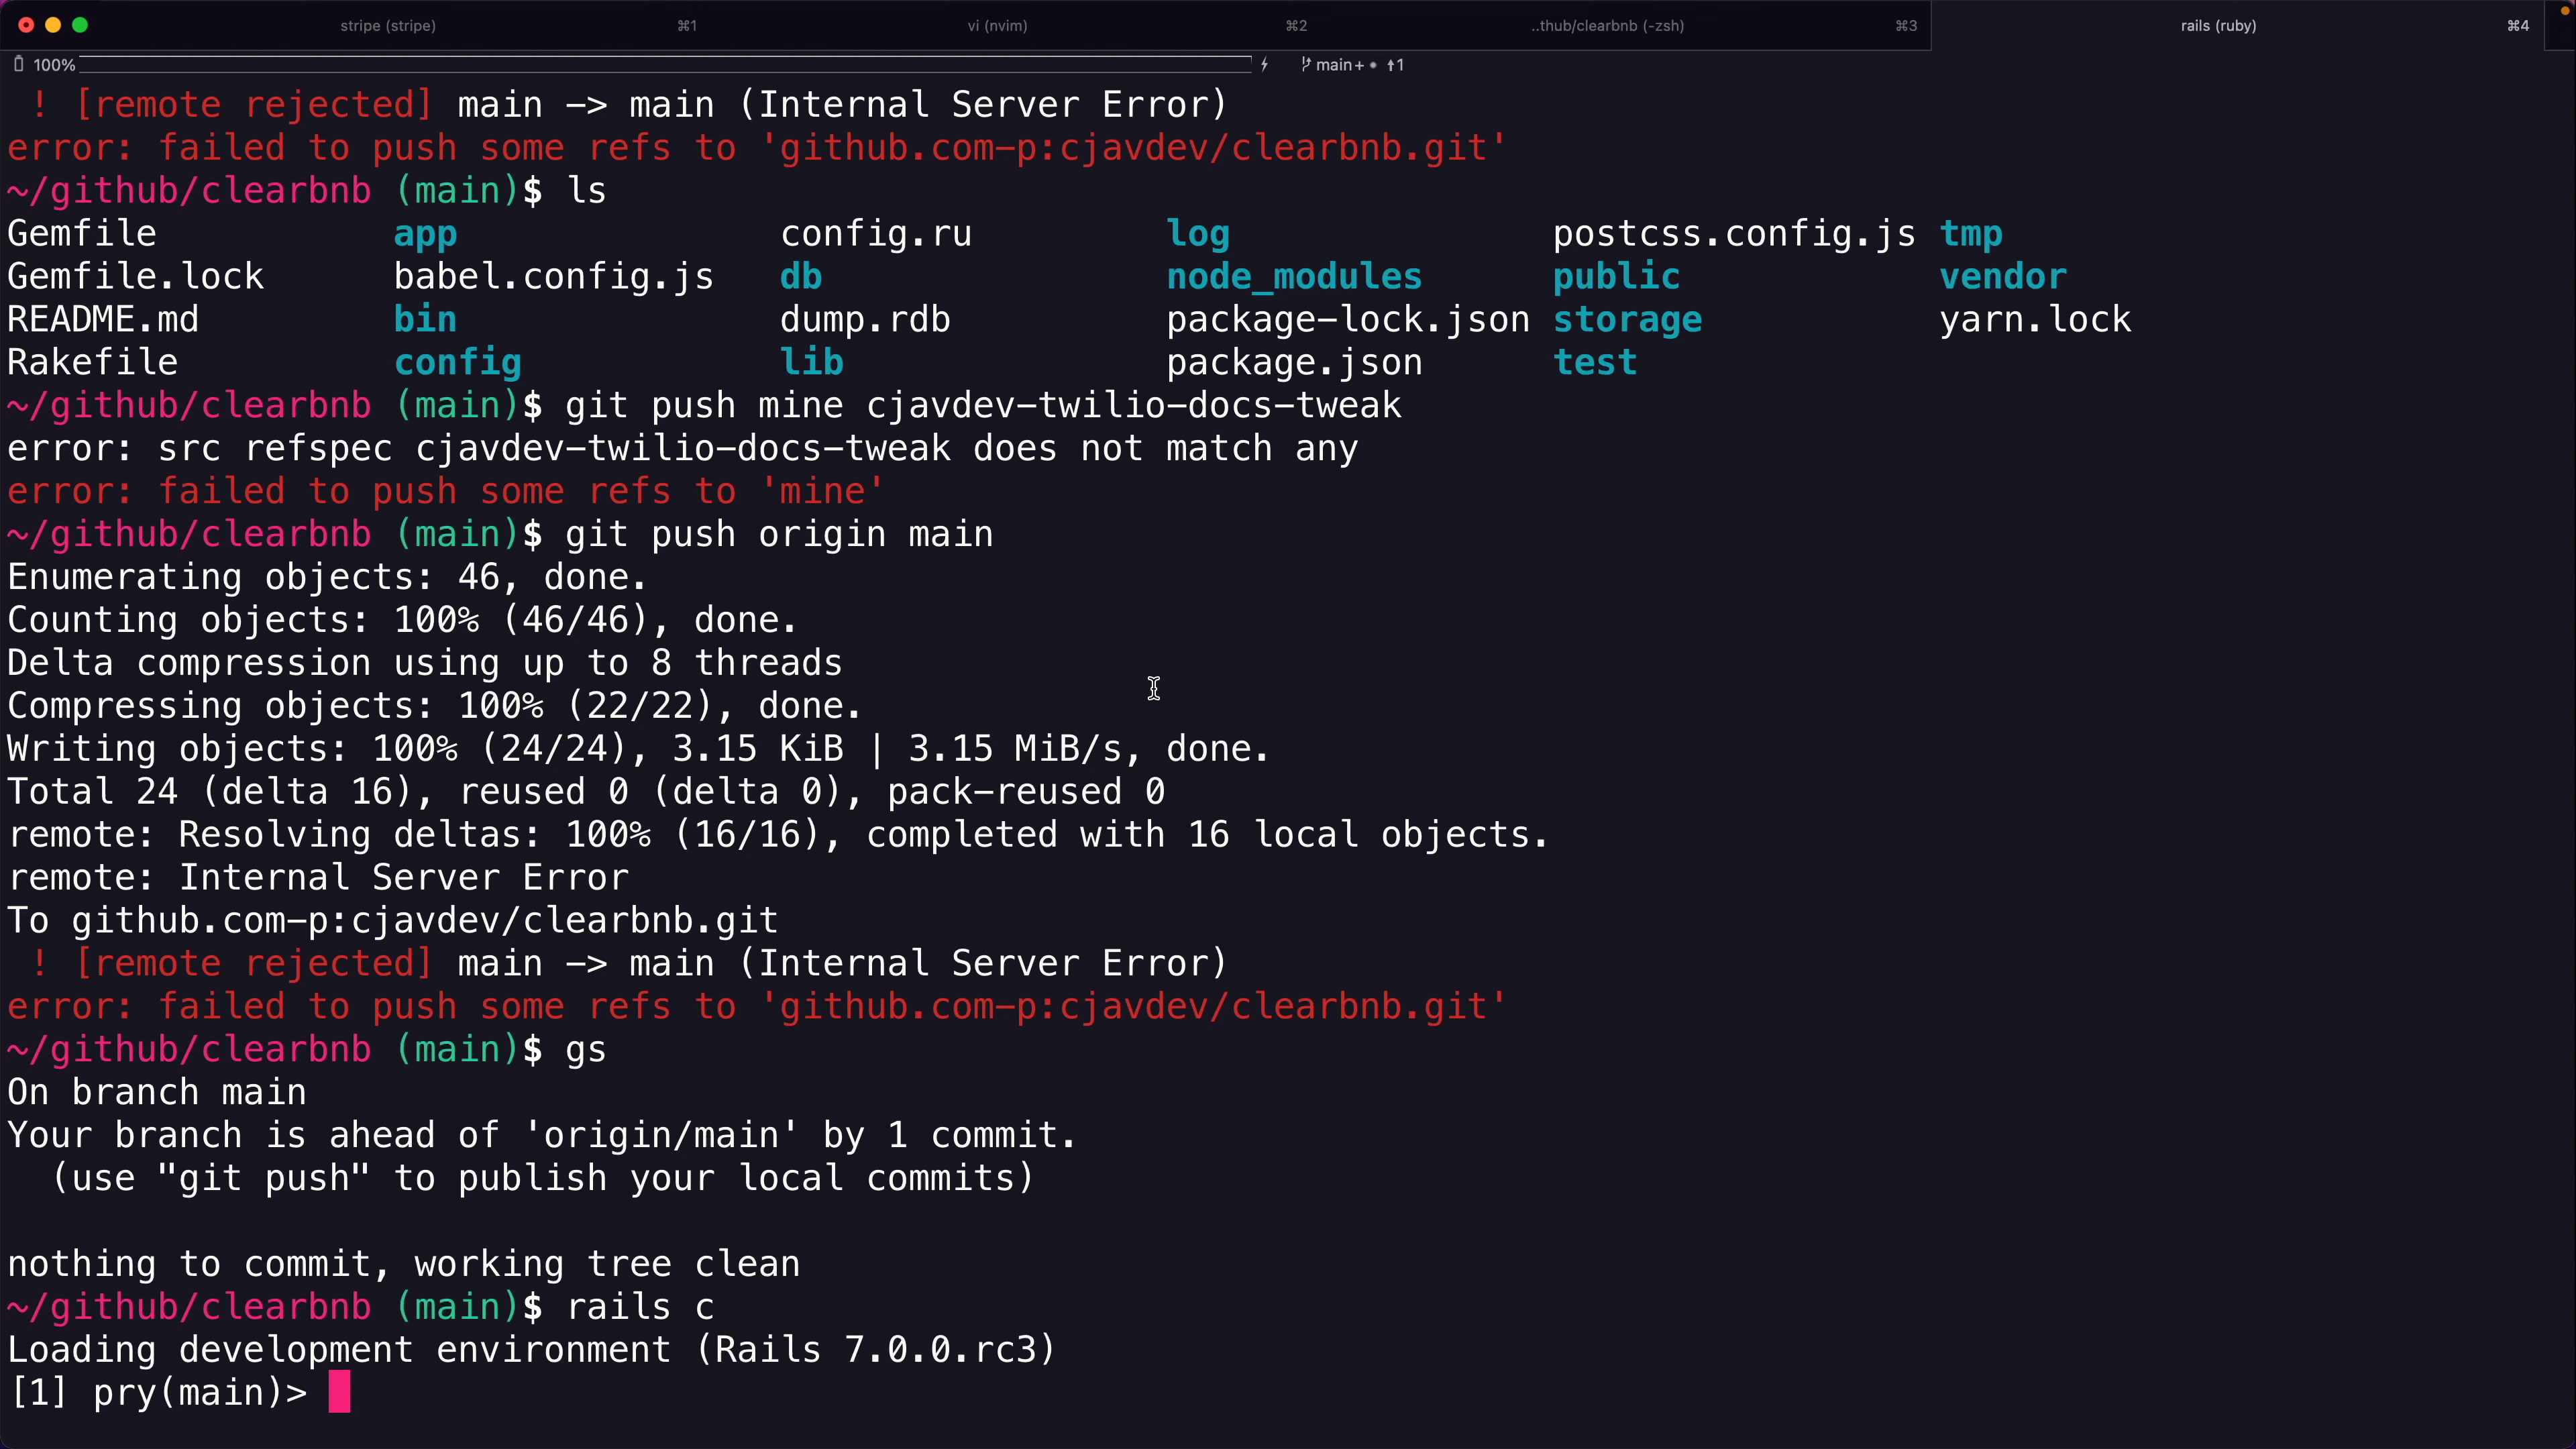 stripe (stripe) ⌘1 vi (nvim) ⌘2 ..thub/clearbnb (-zsh) ⌘3 rails (ruby) ⌘4
100% main+ ● ↑1
! [remote rejected] main -> main (Internal Server Error)
error: failed to push some refs to 'github.com-p:cjavdev/clearbnb.git'
~/github/clearbnb (main)$ ls
Gemfile app config.ru log postcss.config.js tmp
Gemfile.lock babel.config.js db node_modules public vendor
README.md bin dump.rdb package-lock.json storage yarn.lock
Rakefile config lib package.json test
~/github/clearbnb (main)$ git push mine cjavdev-twilio-docs-tweak
error: src refspec cjavdev-twilio-docs-tweak does not match any
error: failed to push some refs to 'mine'
~/github/clearbnb (main)$ git push origin main
Enumerating objects: 46, done.
Counting objects: 100% (46/46), done.
Delta compression using up to 8 threads
Compressing objects: 100% (22/22), done.
Writing objects: 100% (24/24), 3.15 KiB | 3.15 MiB/s, done.
Total 24 (delta 16), reused 0 (delta 0), pack-reused 0
remote: Resolving deltas: 100% (16/16), completed with 16 local objects.
remote: Internal Server Error
To github.com-p:cjavdev/clearbnb.git
! [remote rejected] main -> main (Internal Server Error)
error: failed to push some refs to 'github.com-p:cjavdev/clearbnb.git'
~/github/clearbnb (main)$ gs
On branch main
Your branch is ahead of 'origin/main' by 1 commit.
(use "git push" to publish your local commits)
nothing to commit, working tree clean
~/github/clearbnb (main)$ rails c
Loading development environment (Rails 7.0.0.rc3)
[1] pry(main)>